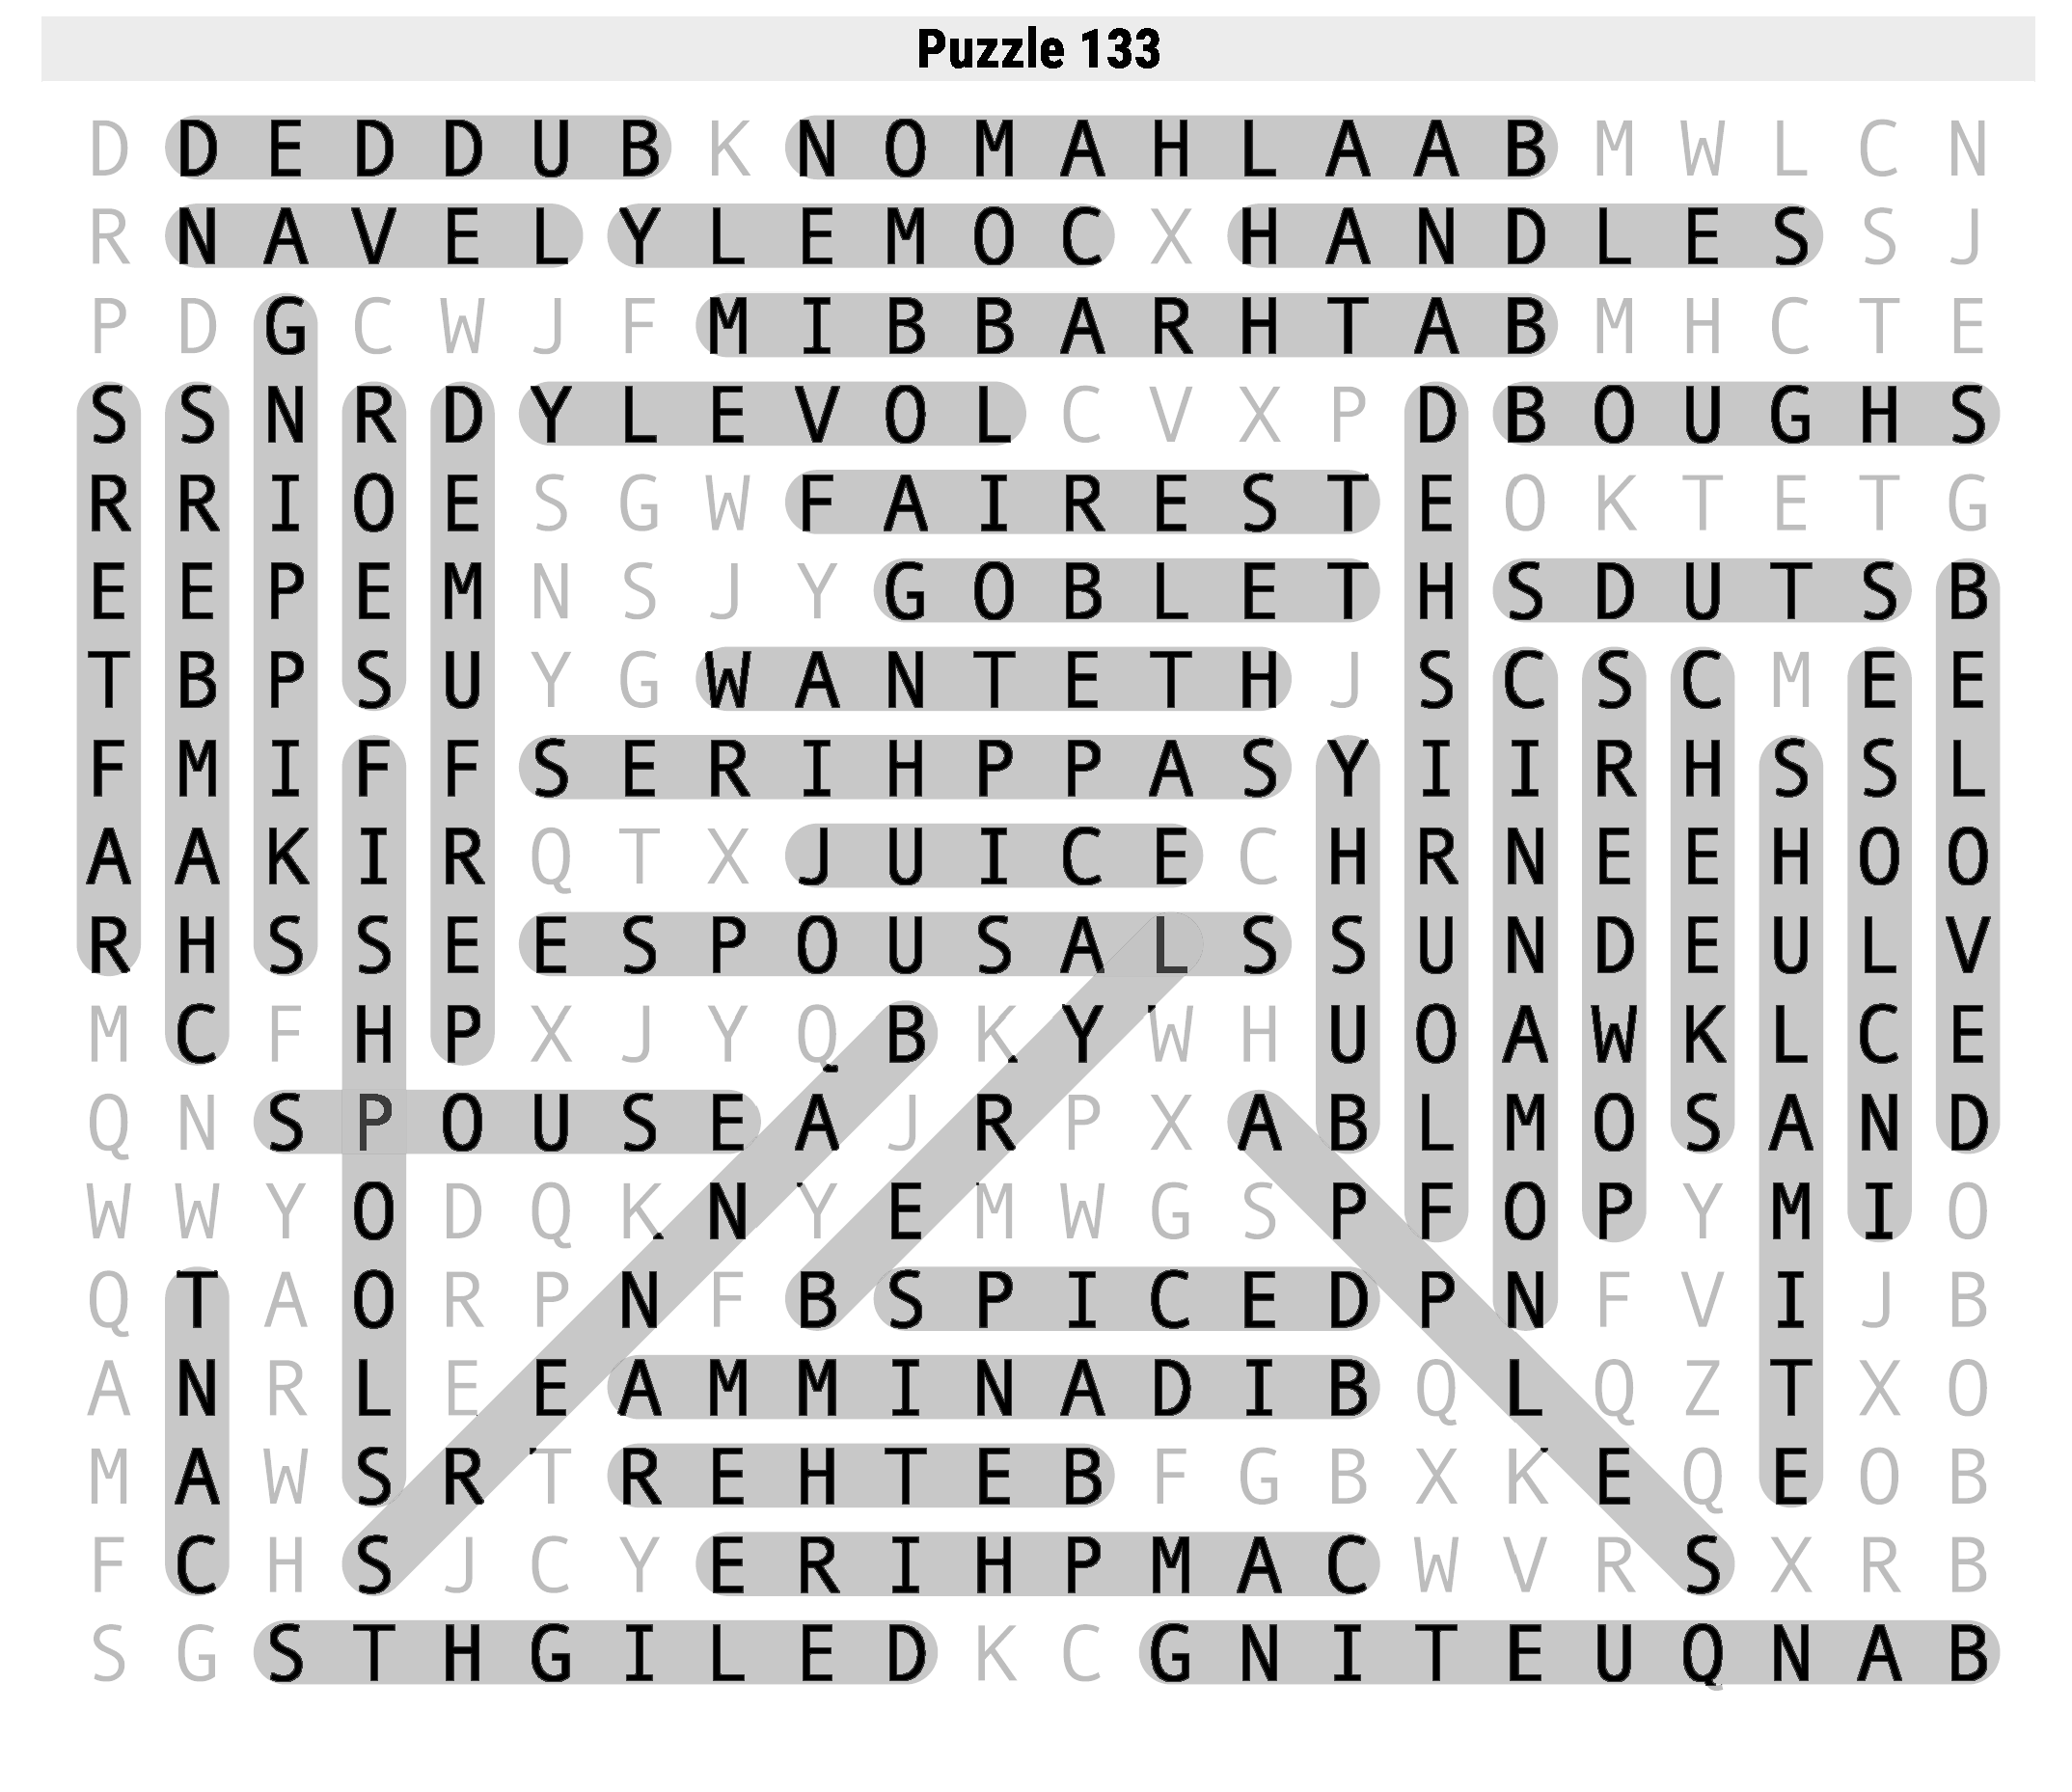 Puzzle 133
D D E D D U B K N O M A H L A A B M W L C N
R N A V E L Y L E M O C X H A N D L E S S J
P D G C W J F M I B B A R H T A B M H C T E
S S N R D Y L E V O L C V X P D B O U G H S
R R I O E S G W F A I R E S T E O K T E T G
E E P E M N S J Y G O B L E T H S D U T S B
T B P S U Y G W A N T E T H J S C S C M E E
F M I F F S E R I H P P A S Y I I R H S S L
A A K I R Q T X J U I C E C H R N E E H O O
R H S S E E S P O U S A L S S U N D E U L V
M C F H P X J Y Q B K Y W H U O A W K L C E
Q N S P O U S E A J R P X A B L M O S A N D
W W Y O D Q K N Y E M W G S P F O P Y M I O
Q T A O R P N F B S P I C E D P N F V I J B
A N R L E E A M M I N A D I B Q L Q Z T X O
M A W S R T R E H T E B F G B X K E Q E O B
F C H S J C Y E R I H P M A C W V R S X R B
S G S T H G I L E D K C G N I T E U Q N A B